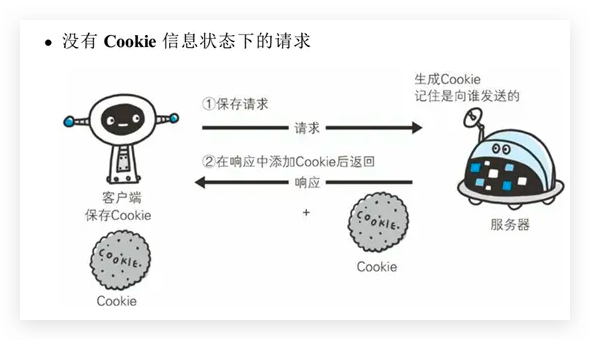 • 没有 Cookie 信息状态下的请求
生成Cookie
记住是向谁发送的
①保存请求
请求
②在响应中添加Cookie后返回
响应
客户端
保存Cookie
+
COOKIE.
服务器
COOKIE.
Cookie
Cookie